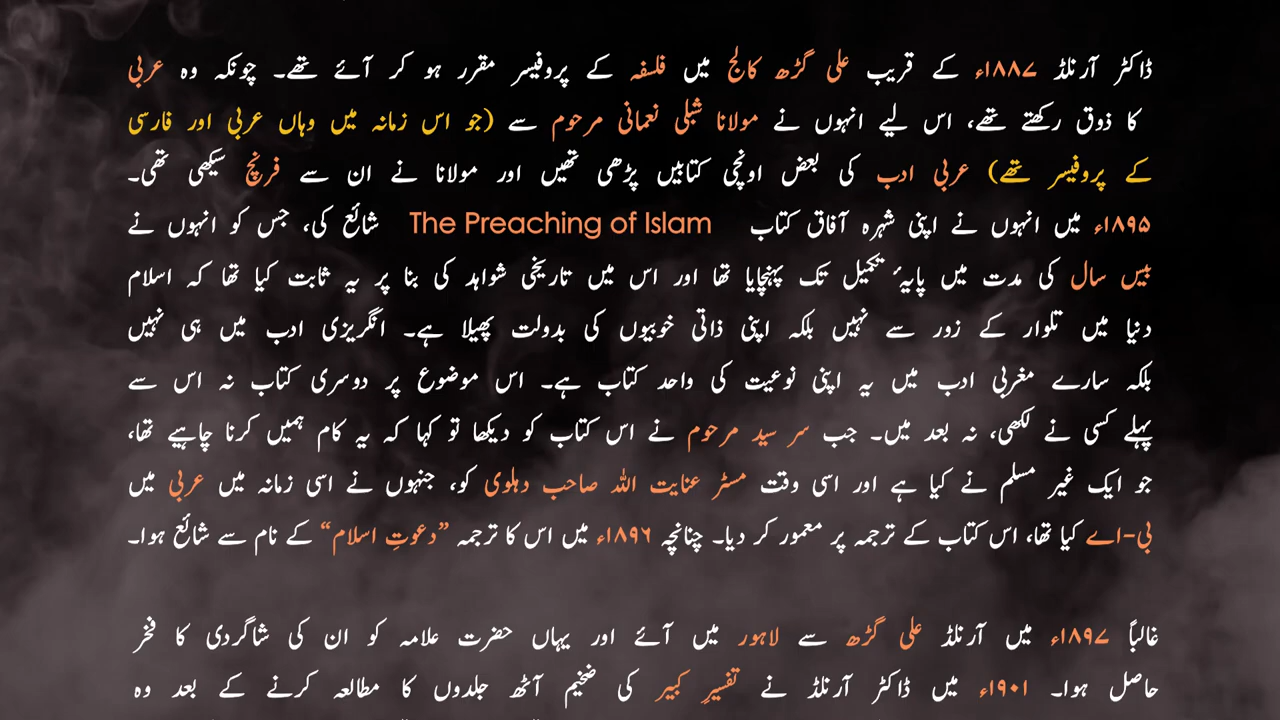 ڈاکٹر آرنلڈ ۱۸۸۷ء کے قریب علی گڑھ کالج میں فلسفہ کے پروفیسر مقرر ہو کر آئے تھے۔ چونکہ وہ عربی
کا ذوق رکھتے تھے، اس لیے انہوں نے مولانا شبلی نعمانی مرحوم سے (جو اس زمانہ میں وہاں عربی اور فارسی
کے پروفیسر تھے) عربی ادب کی بعض اونچی کتابیں پڑھی تھیں اور مولانا نے ان سے فرنچ سیکھی تھی۔
۱۸۹۵ء میں انہوں نے اپنی شہرہ آفاق کتاب The Preaching of Islam شائع کی، جس کو انہوں نے
بیس سال کی مدت میں پایۂ تکمیل تک پہنچایا تھا اور اس میں تاریخی شواہد کی بنا پر یہ ثابت کیا تھا کہ اسلام
دنیا میں تلوار کے زور سے نہیں بلکہ اپنی ذاتی خوبیوں کی بدولت پھیلا ہے۔ انگریزی ادب میں ہی نہیں
بلکہ سارے مغربی ادب میں یہ اپنی نوعیت کی واحد کتاب ہے۔ اس موضوع پر دوسری کتاب نہ اس سے
پہلے کسی نے لکھی، نہ بعد میں۔ جب سر سید مرحوم نے اس کتاب کو دیکھا تو کہا کہ یہ کام ہمیں کرنا چاہیے تھا،
جو ایک غیر مسلم نے کیا ہے اور اسی وقت مسٹر عنایت اللہ صاحب دہلوی کو، جنہوں نے اسی زمانہ میں عربی میں
بی-اے کیا تھا، اس کتاب کے ترجمہ پر معمور کر دیا۔ چنانچہ ۱۸۹۶ء میں اس کا ترجمہ ”دعوتِ اسلام“ کے نام سے شائع ہوا۔
غالباً ۱۸۹۷ء میں آرنلڈ علی گڑھ سے لاہور میں آئے اور یہاں حضرت علامہ کو ان کی شاگردی کا فخر
حاصل ہوا۔ ۱۹۰۱ء میں ڈاکٹر آرنلڈ نے تفسیرِ کبیر کی ضخیم آٹھ جلدوں کا مطالعہ کرنے کے بعد وہ